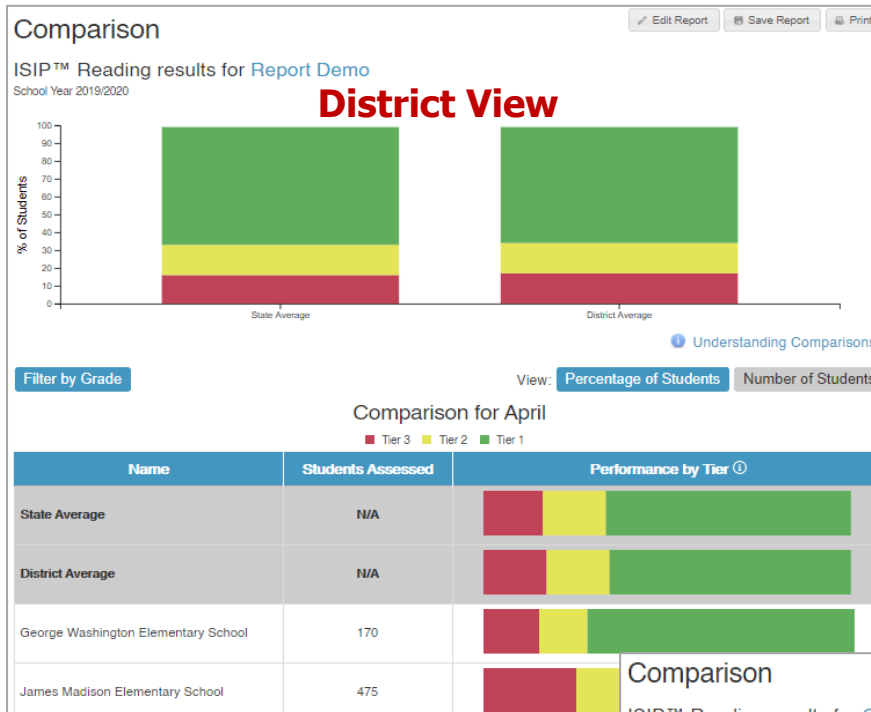 Comparison
Edit Report
Save Report
Print
ISIP™ Reading results for Report Demo
School Year 2019/2020
District View
100
90
80
70
60
50
40
30
20
10
0
% of Students
State Average
District Average
Understanding Comparisons
Filter by Grade
View: Percentage of Students Number of Students
Comparison for April
Tier 3 Tier 2 Tier 1
Name Students Assessed Performance by Tier
State Average N/A
District Average N/A
George Washington Elementary School 170
James Madison Elementary School 475
Comparison